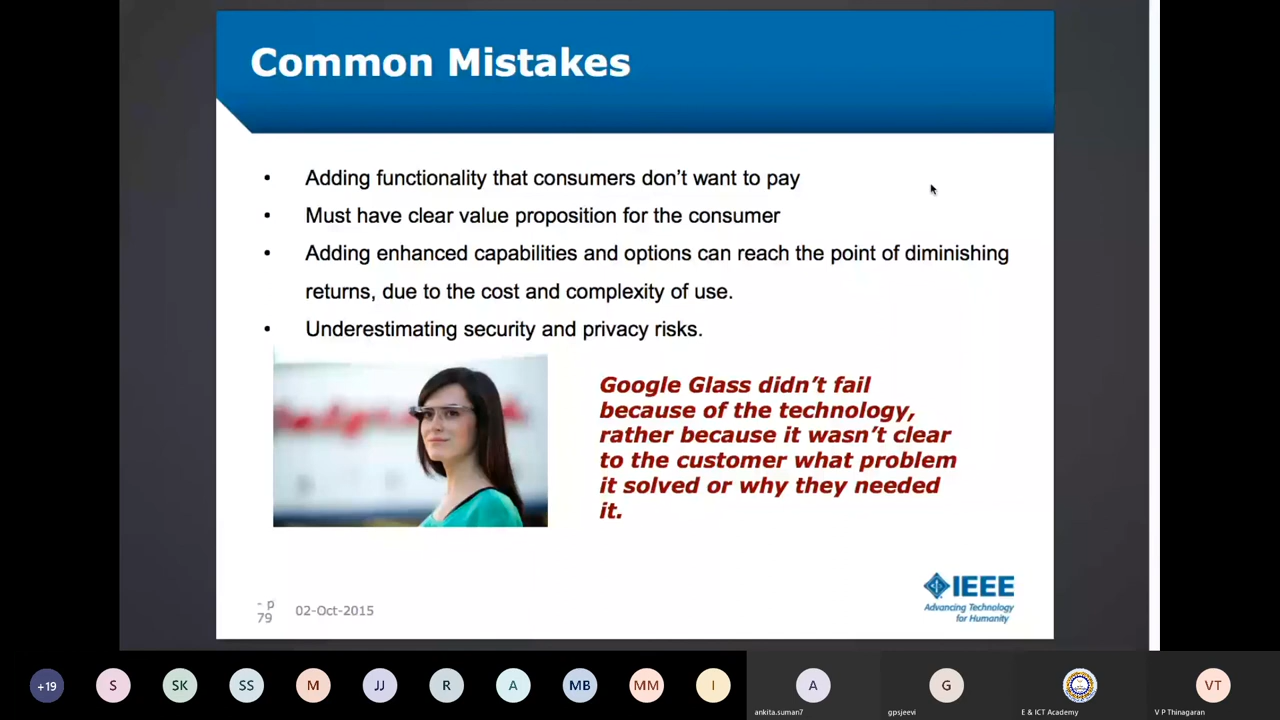 Common Mistakes
• Adding functionality that consumers don't want to pay
• Must have clear value proposition for the consumer
• Adding enhanced capabilities and options can reach the point of diminishing
returns, due to the cost and complexity of use.
• Underestimating security and privacy risks.
Google Glass didn't fail
because of the technology,
rather because it wasn't clear
to the customer what problem
it solved or why they needed
it.
- p
79
02-Oct-2015
IEEE
Advancing Technology
for Humanity
+19
S
SK
SS
M
JJ
R
A
MB
MM
I
A
ankita.suman7
G
gpsjeevi
E & ICT Academy
VT
V P Thinagaran